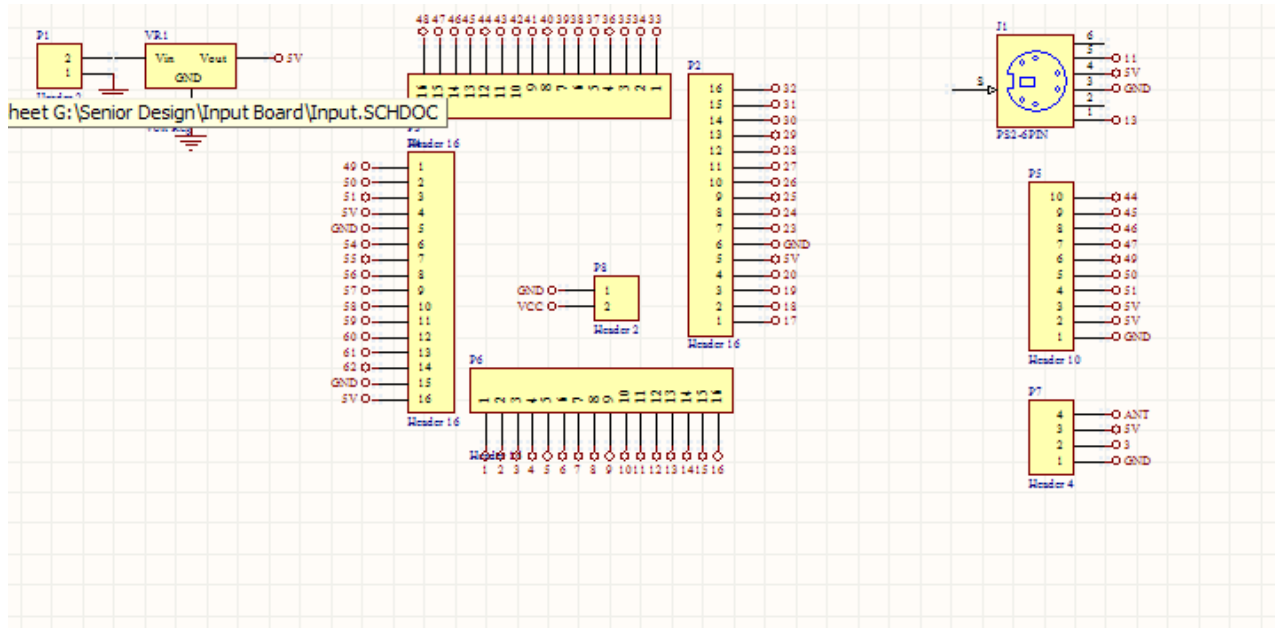 P1
2
1
VR1
Vin Vout
GND
5V
heet G:\Senior Design\Input Board\Input.SCHDOC
48 47 46 45 44 43 42 41 40 39 38 37 36 35 34 33
16 15 14 13 12 11 10 9 8 7 6 5 4 3 2 1
Header 16
49 1
50 2
51 3
5V 4
GND 5
54 6
55 7
56 8
57 9
58 10
59 11
60 12
61 13
62 14
GND 15
5V 16
Header 16
P2
16 32
15 31
14 30
13 29
12 28
11 27
10 26
9 25
8 24
7 23
6 GND
5 5V
4 20
3 19
2 18
1 17
Header 16
P8
GND 1
VCC 2
Header 2
P6
1 2 3 4 5 6 7 8 9 10 11 12 13 14 15 16
1 2 3 4 5 6 7 8 9 10 11 12 13 14 15 16
J1
6
5 11
4 5V
3 GND
2
1 13
S
PS2-6PIN
P5
10 44
9 45
8 46
7 47
6 49
5 50
4 51
3 5V
2 5V
1 GND
Header 10
P7
4 ANT
3 5V
2 3
1 GND
Header 4